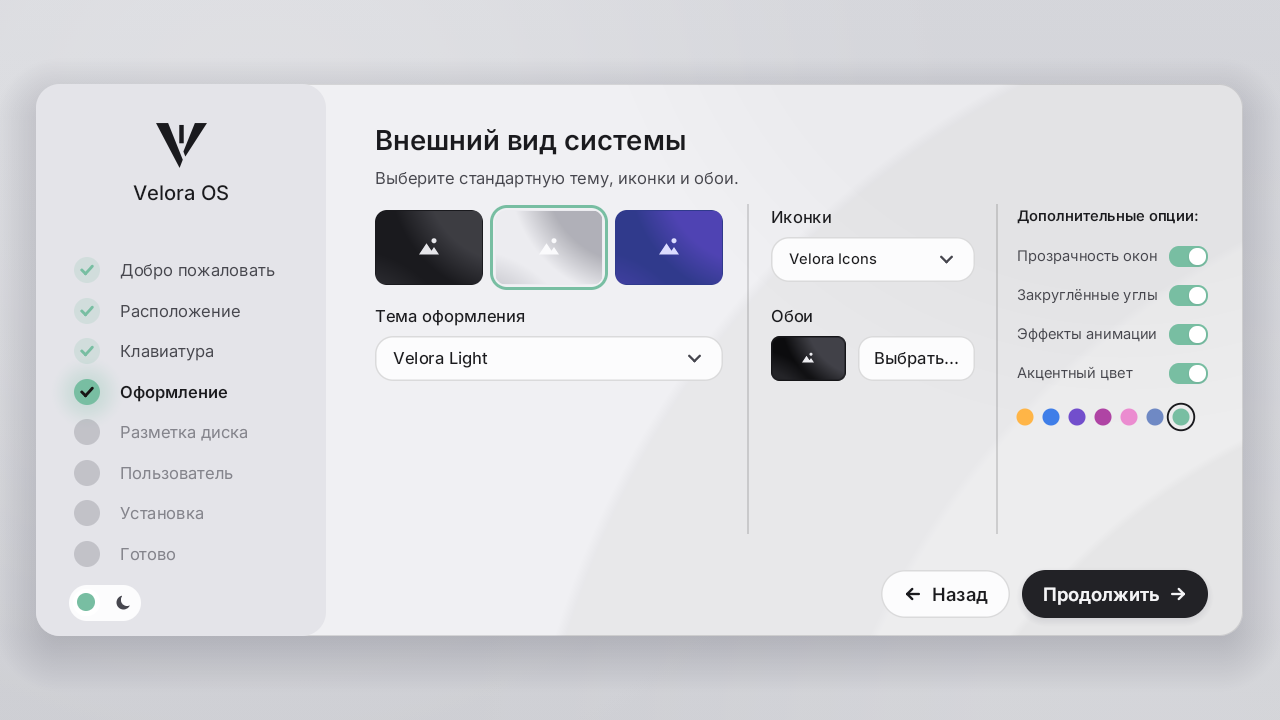 Velora OS
Добро пожаловать
Расположение
Клавиатура
Оформление
Разметка диска
Пользователь
Установка
Готово
Внешний вид системы
Выберите стандартную тему, иконки и обои.
Тема оформления
Velora Light
Иконки
Velora Icons
Обои
Выбрать...
Дополнительные опции:
Прозрачность окон
Закруглённые углы
Эффекты анимации
Акцентный цвет
Назад
Продолжить